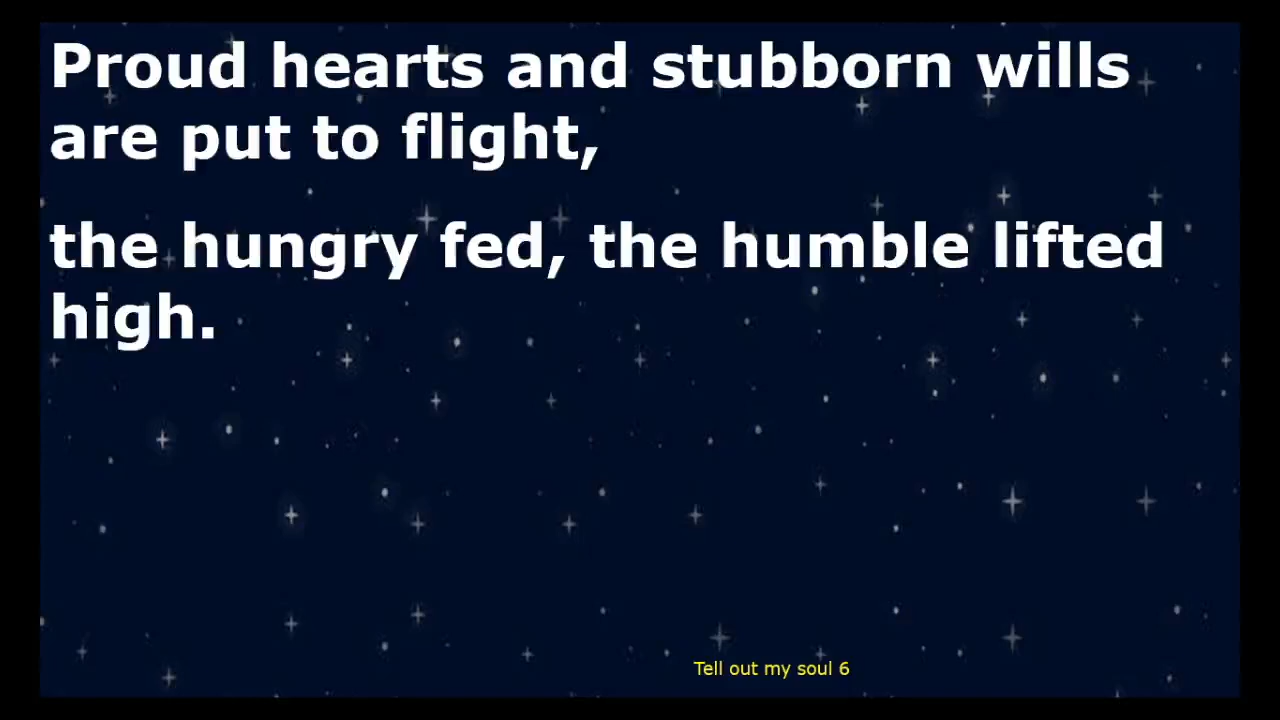 Proud hearts and stubborn wills
are put to flight,
the hungry fed, the humble lifted
high.
Tell out my soul 6